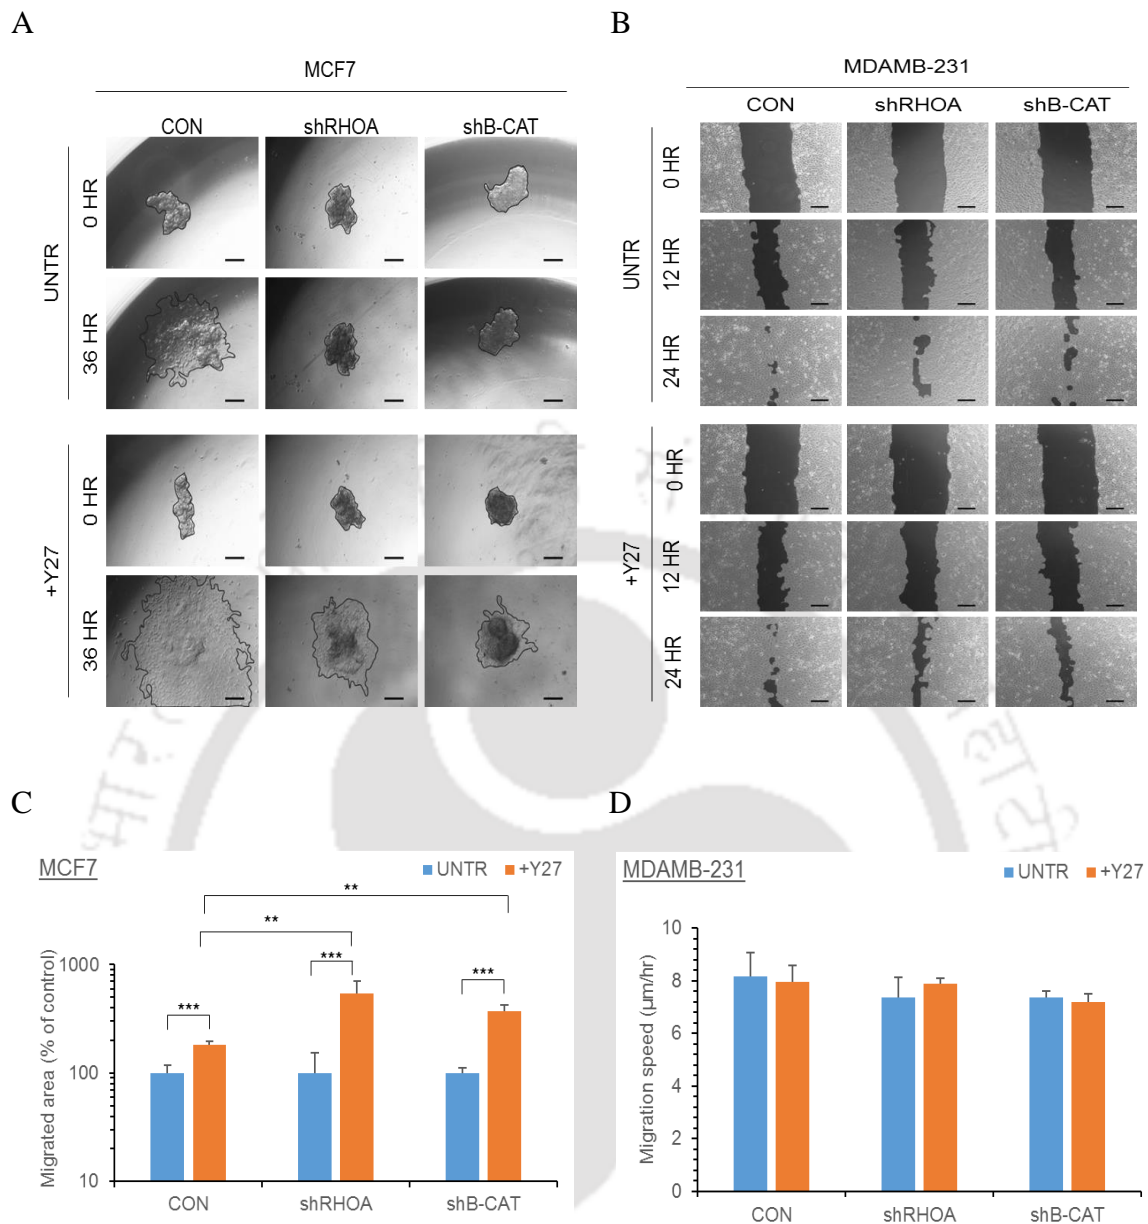 A
B
MCF7
CON shRHOA shB-CAT
UNTR
0 HR
36 HR
+Y27
0 HR
36 HR
MDAMB-231
CON shRHOA shB-CAT
UNTR
0 HR
12 HR
24 HR
+Y27
0 HR
12 HR
24 HR
C
D
MCF7
UNTR +Y27
**
**
***
***
***
Migrated area (% of control)
1000
100
10
CON shRHOA shB-CAT
MDAMB-231
UNTR +Y27
Migration speed (µm/hr)
10
8
6
4
2
0
CON shRHOA shB-CAT